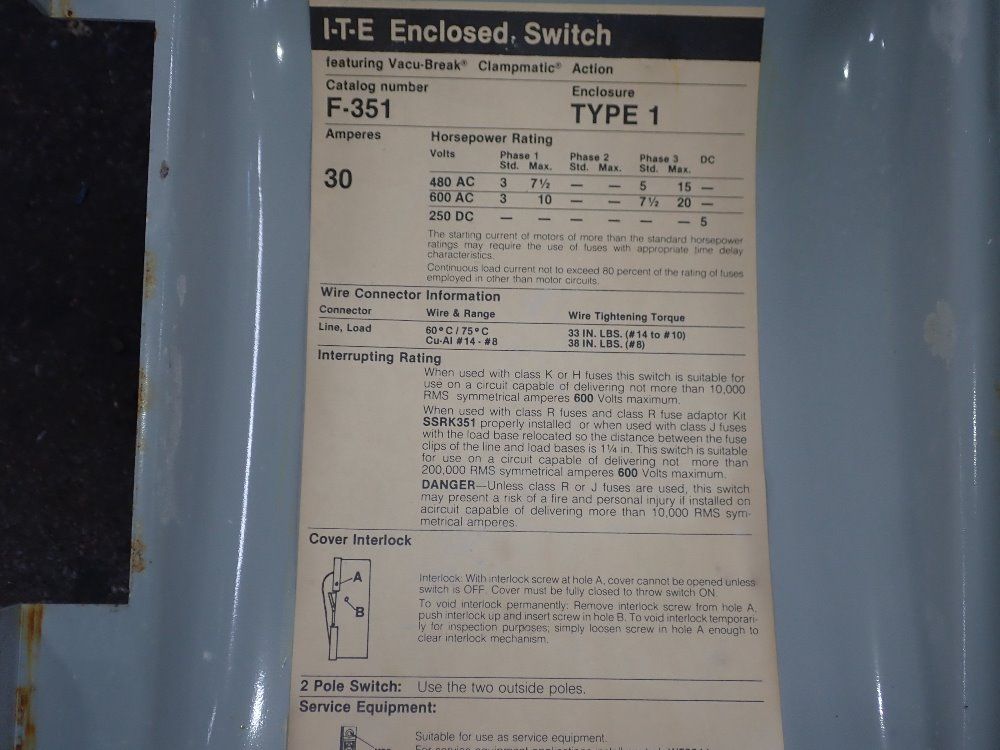 I-T-E Enclosed Switch
featuring Vacu-Break® Clampmatic® Action
Catalog number Enclosure
F-351 TYPE 1
Amperes Horsepower Rating
Volts Phase 1 Phase 2 Phase 3 DC
Std. Max. Std. Max. Std. Max.
30 480 AC 3 7½ — — 5 15 —
600 AC 3 10 — — 7½ 20 —
250 DC — — — — — — 5
The starting current of motors of more than the standard horsepower
ratings may require the use of fuses with appropriate time delay
characteristics.
Continuous load current not to exceed 80 percent of the rating of fuses
employed in other than motor circuits.
Wire Connector Information
Connector Wire & Range Wire Tightening Torque
Line, Load 60°C / 75°C 33 IN. LBS. (#14 to #10)
Cu-Al #14 - #8 38 IN. LBS. (#8)
Interrupting Rating
When used with class K or H fuses this switch is suitable for
use on a circuit capable of delivering not more than 10,000
RMS symmetrical amperes 600 Volts maximum.
When used with class R fuses and class R fuse adaptor Kit
SSRK351 properly installed or when used with class J fuses
with the load base relocated so the distance between the fuse
clips of the line and load bases is 1¼ in. This switch is suitable
for use on a circuit capable of delivering not more than
200,000 RMS symmetrical amperes 600 Volts maximum.
DANGER—Unless class R or J fuses are used, this switch
may present a risk of a fire and personal injury if installed on
acircuit capable of delivering more than 10,000 RMS sym-
metrical amperes.
Cover Interlock
A
B
Interlock: With interlock screw at hole A, cover cannot be opened unless
switch is OFF. Cover must be fully closed to throw switch ON.
To void interlock permanently: Remove interlock screw from hole A,
push interlock up and insert screw in hole B. To void interlock temporari-
ly for inspection purposes; simply loosen screw in hole A enough to
clear interlock mechanism.
2 Pole Switch: Use the two outside poles.
Service Equipment:
Suitable for use as service equipment.
For service equipment applications